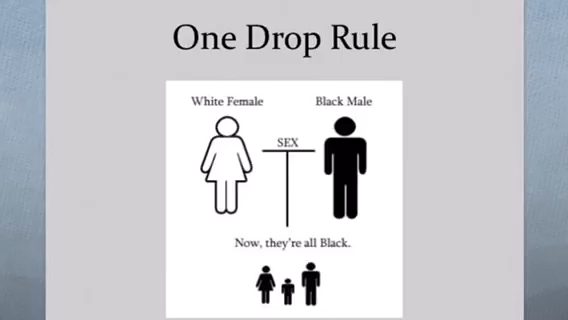 One Drop Rule
White Female Black Male
SEX
Now, they're all Black.